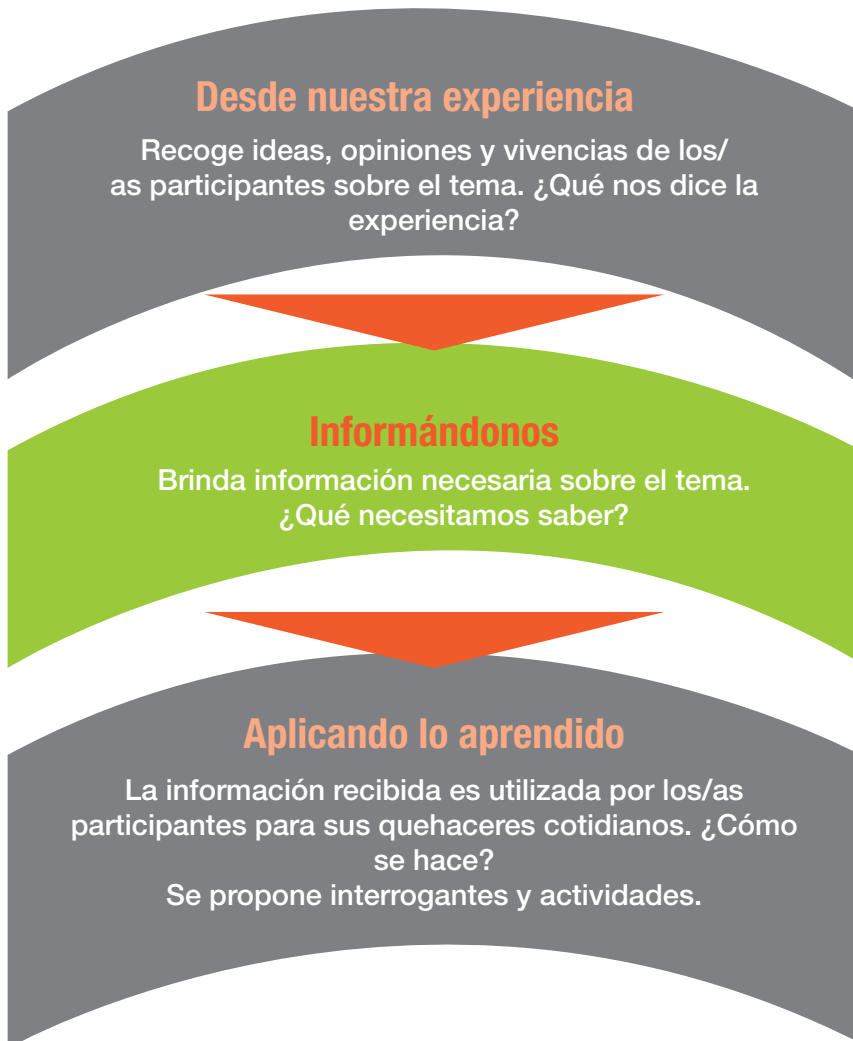 Desde nuestra experiencia
Recoge ideas, opiniones y vivencias de los/
as participantes sobre el tema. ¿Qué nos dice la
experiencia?
Informándonos
Brinda información necesaria sobre el tema.
¿Qué necesitamos saber?
Aplicando lo aprendido
La información recibida es utilizada por los/as
participantes para sus quehaceres cotidianos. ¿Cómo
se hace?
Se propone interrogantes y actividades.